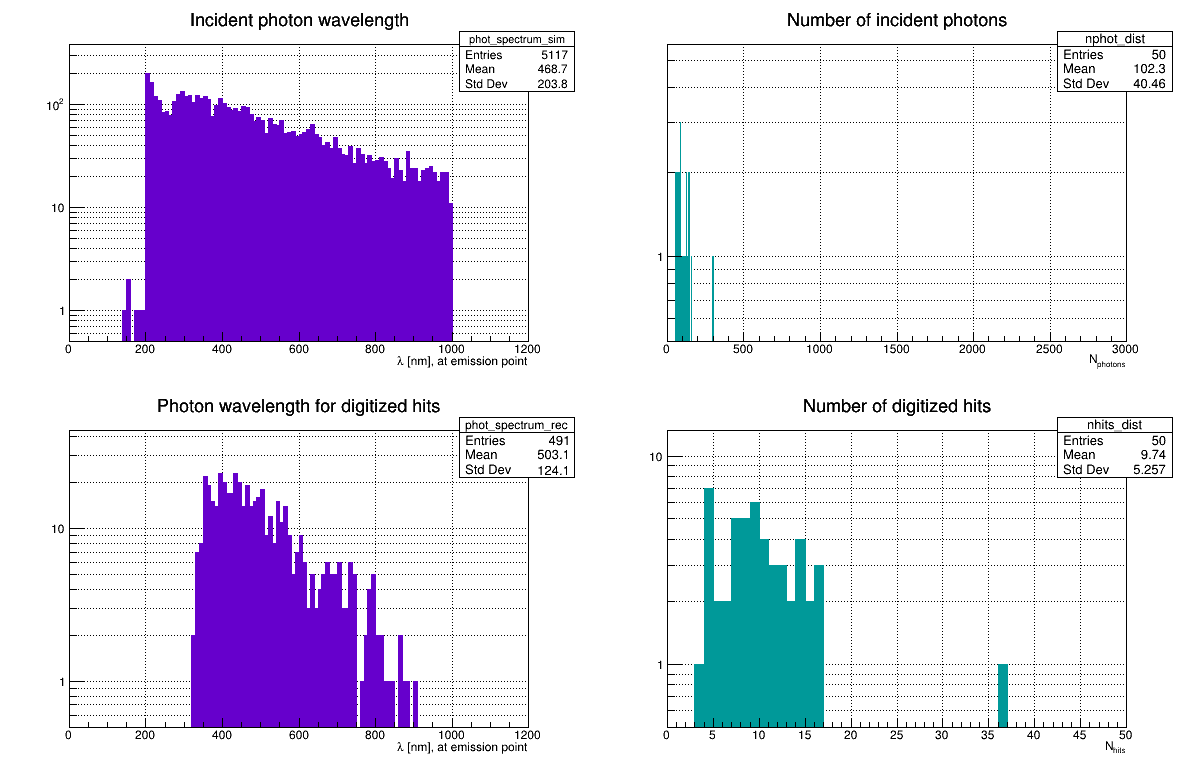 Incident photon wavelength
phot_spectrum_sim
Entries 5117
Mean 468.7
Std Dev 203.8
10²
10
1
0 200 400 600 800 1000 1200
λ [nm], at emission point
Number of incident photons
nphot_dist
Entries 50
Mean 102.3
Std Dev 40.46
1
0 500 1000 1500 2000 2500 3000
N_photons
Photon wavelength for digitized hits
phot_spectrum_rec
Entries 491
Mean 503.1
Std Dev 124.1
10
1
0 200 400 600 800 1000 1200
λ [nm], at emission point
Number of digitized hits
nhits_dist
Entries 50
Mean 9.74
Std Dev 5.257
10
1
0 5 10 15 20 25 30 35 40 45 50
N_hits